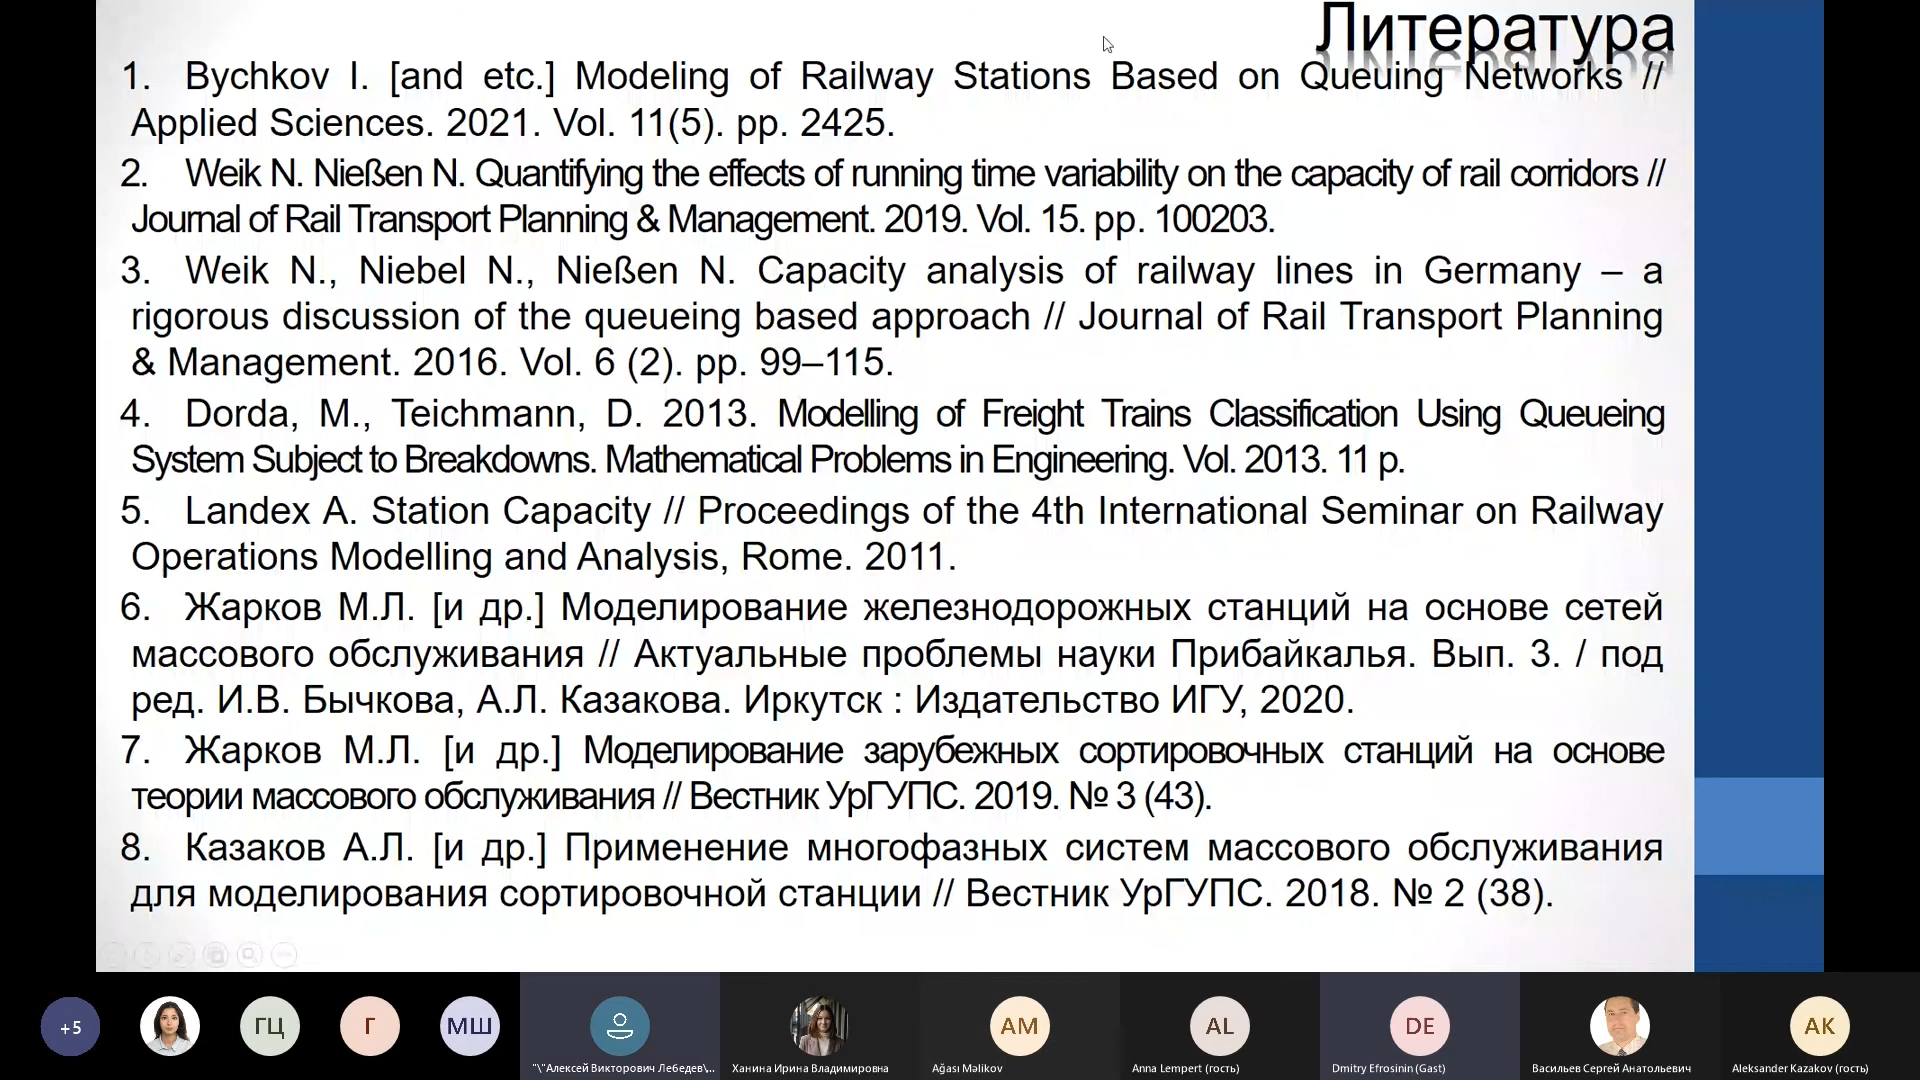 Литература
1. Bychkov I. [and etc.] Modeling of Railway Stations Based on Queuing Networks //
Applied Sciences. 2021. Vol. 11(5). pp. 2425.
2. Weik N. Nießen N. Quantifying the effects of running time variability on the capacity of rail corridors //
Journal of Rail Transport Planning & Management. 2019. Vol. 15. pp. 100203.
3. Weik N., Niebel N., Nießen N. Capacity analysis of railway lines in Germany – a
rigorous discussion of the queueing based approach // Journal of Rail Transport Planning
& Management. 2016. Vol. 6 (2). pp. 99–115.
4. Dorda, M., Teichmann, D. 2013. Modelling of Freight Trains Classification Using Queueing
System Subject to Breakdowns. Mathematical Problems in Engineering. Vol. 2013. 11 p.
5. Landex A. Station Capacity // Proceedings of the 4th International Seminar on Railway
Operations Modelling and Analysis, Rome. 2011.
6. Жарков М.Л. [и др.] Моделирование железнодорожных станций на основе сетей
массового обслуживания // Актуальные проблемы науки Прибайкалья. Вып. 3. / под
ред. И.В. Бычкова, А.Л. Казакова. Иркутск : Издательство ИГУ, 2020.
7. Жарков М.Л. [и др.] Моделирование зарубежных сортировочных станций на основе
теории массового обслуживания // Вестник УрГУПС. 2019. № 3 (43).
8. Казаков А.Л. [и др.] Применение многофазных систем массового обслуживания
для моделирования сортировочной станции // Вестник УрГУПС. 2018. № 2 (38).
+5
ГЦ
Г
МШ
AM
AL
DE
AK
"\"Алексей Викторович Лебедев\...
Ханина Ирина Владимировна
Ağası Məlikov
Anna Lempert (гость)
Dmitry Efrosinin (Gast)
Васильев Сергей Анатольевич
Aleksander Kazakov (гость)